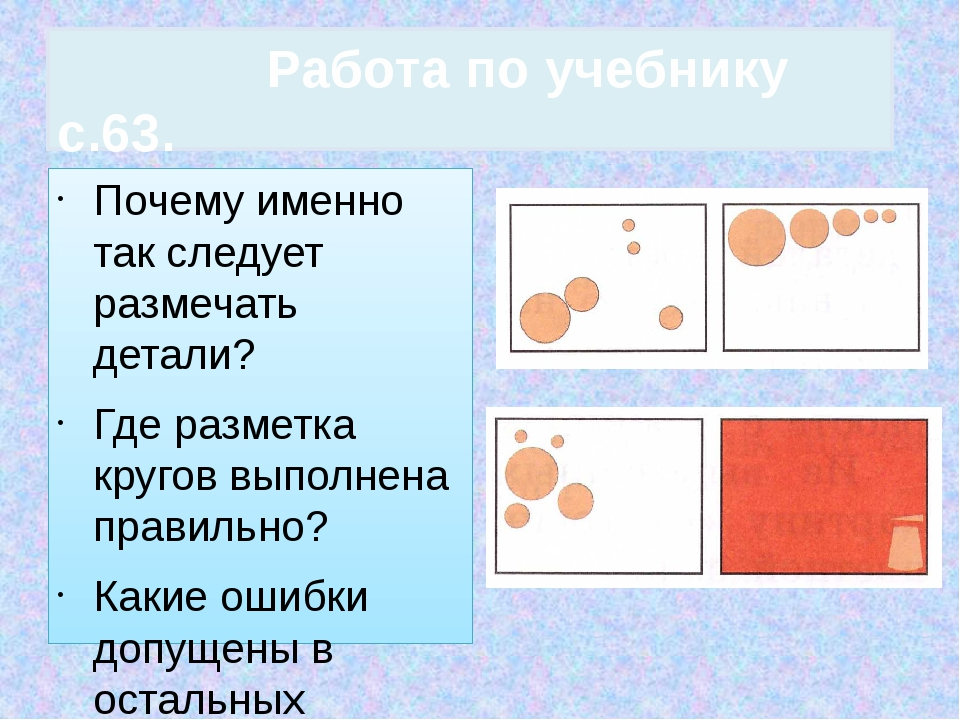 Работа по учебнику
с.63.
• Почему именно
так следует
размечать
детали?
• Где разметка
кругов выполнена
правильно?
• Какие ошибки
допущены в
остальных